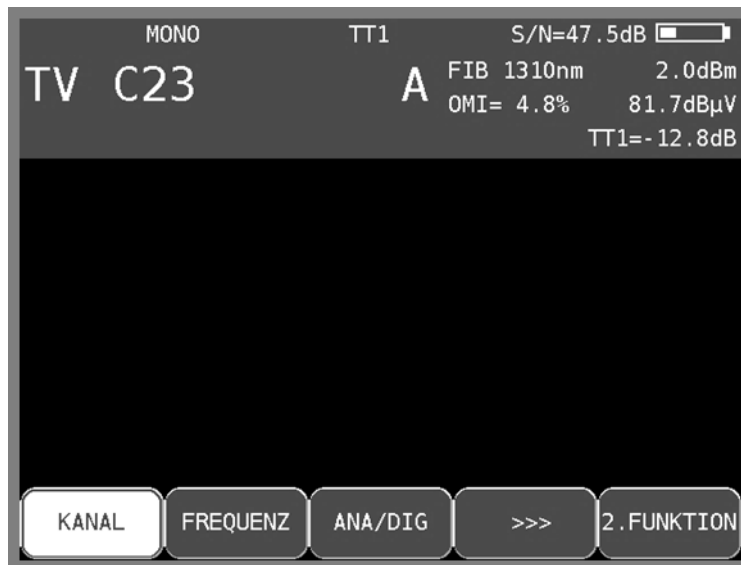 MONO TT1 S/N=47.5dB
TV C23 A FIB 1310nm 2.0dBm
OMI= 4.8% 81.7dBµV
TT1=-12.8dB
KANAL FREQUENZ ANA/DIG >>> 2.FUNKTION